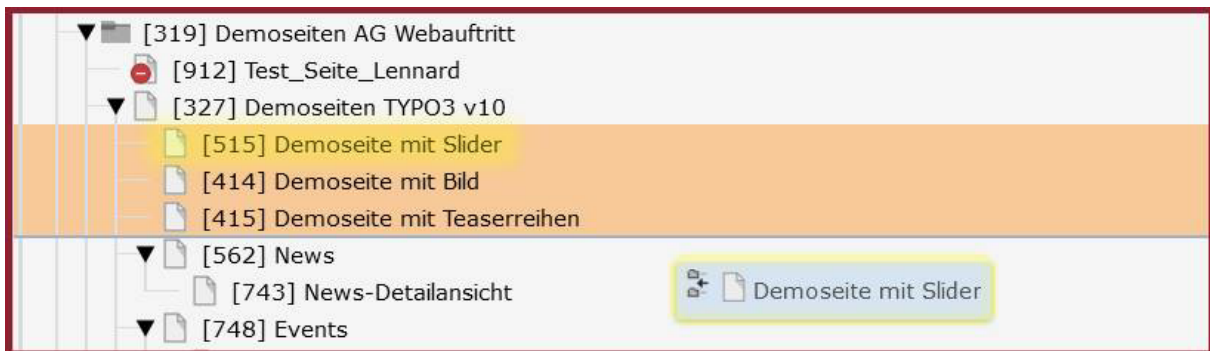 [319] Demoseiten AG Webauftritt
[912] Test_Seite_Lennard
[327] Demoseiten TYPO3 v10
[515] Demoseite mit Slider
[414] Demoseite mit Bild
[415] Demoseite mit Teaserreihen
[562] News
[743] News-Detailansicht
Demoseite mit Slider
[748] Events